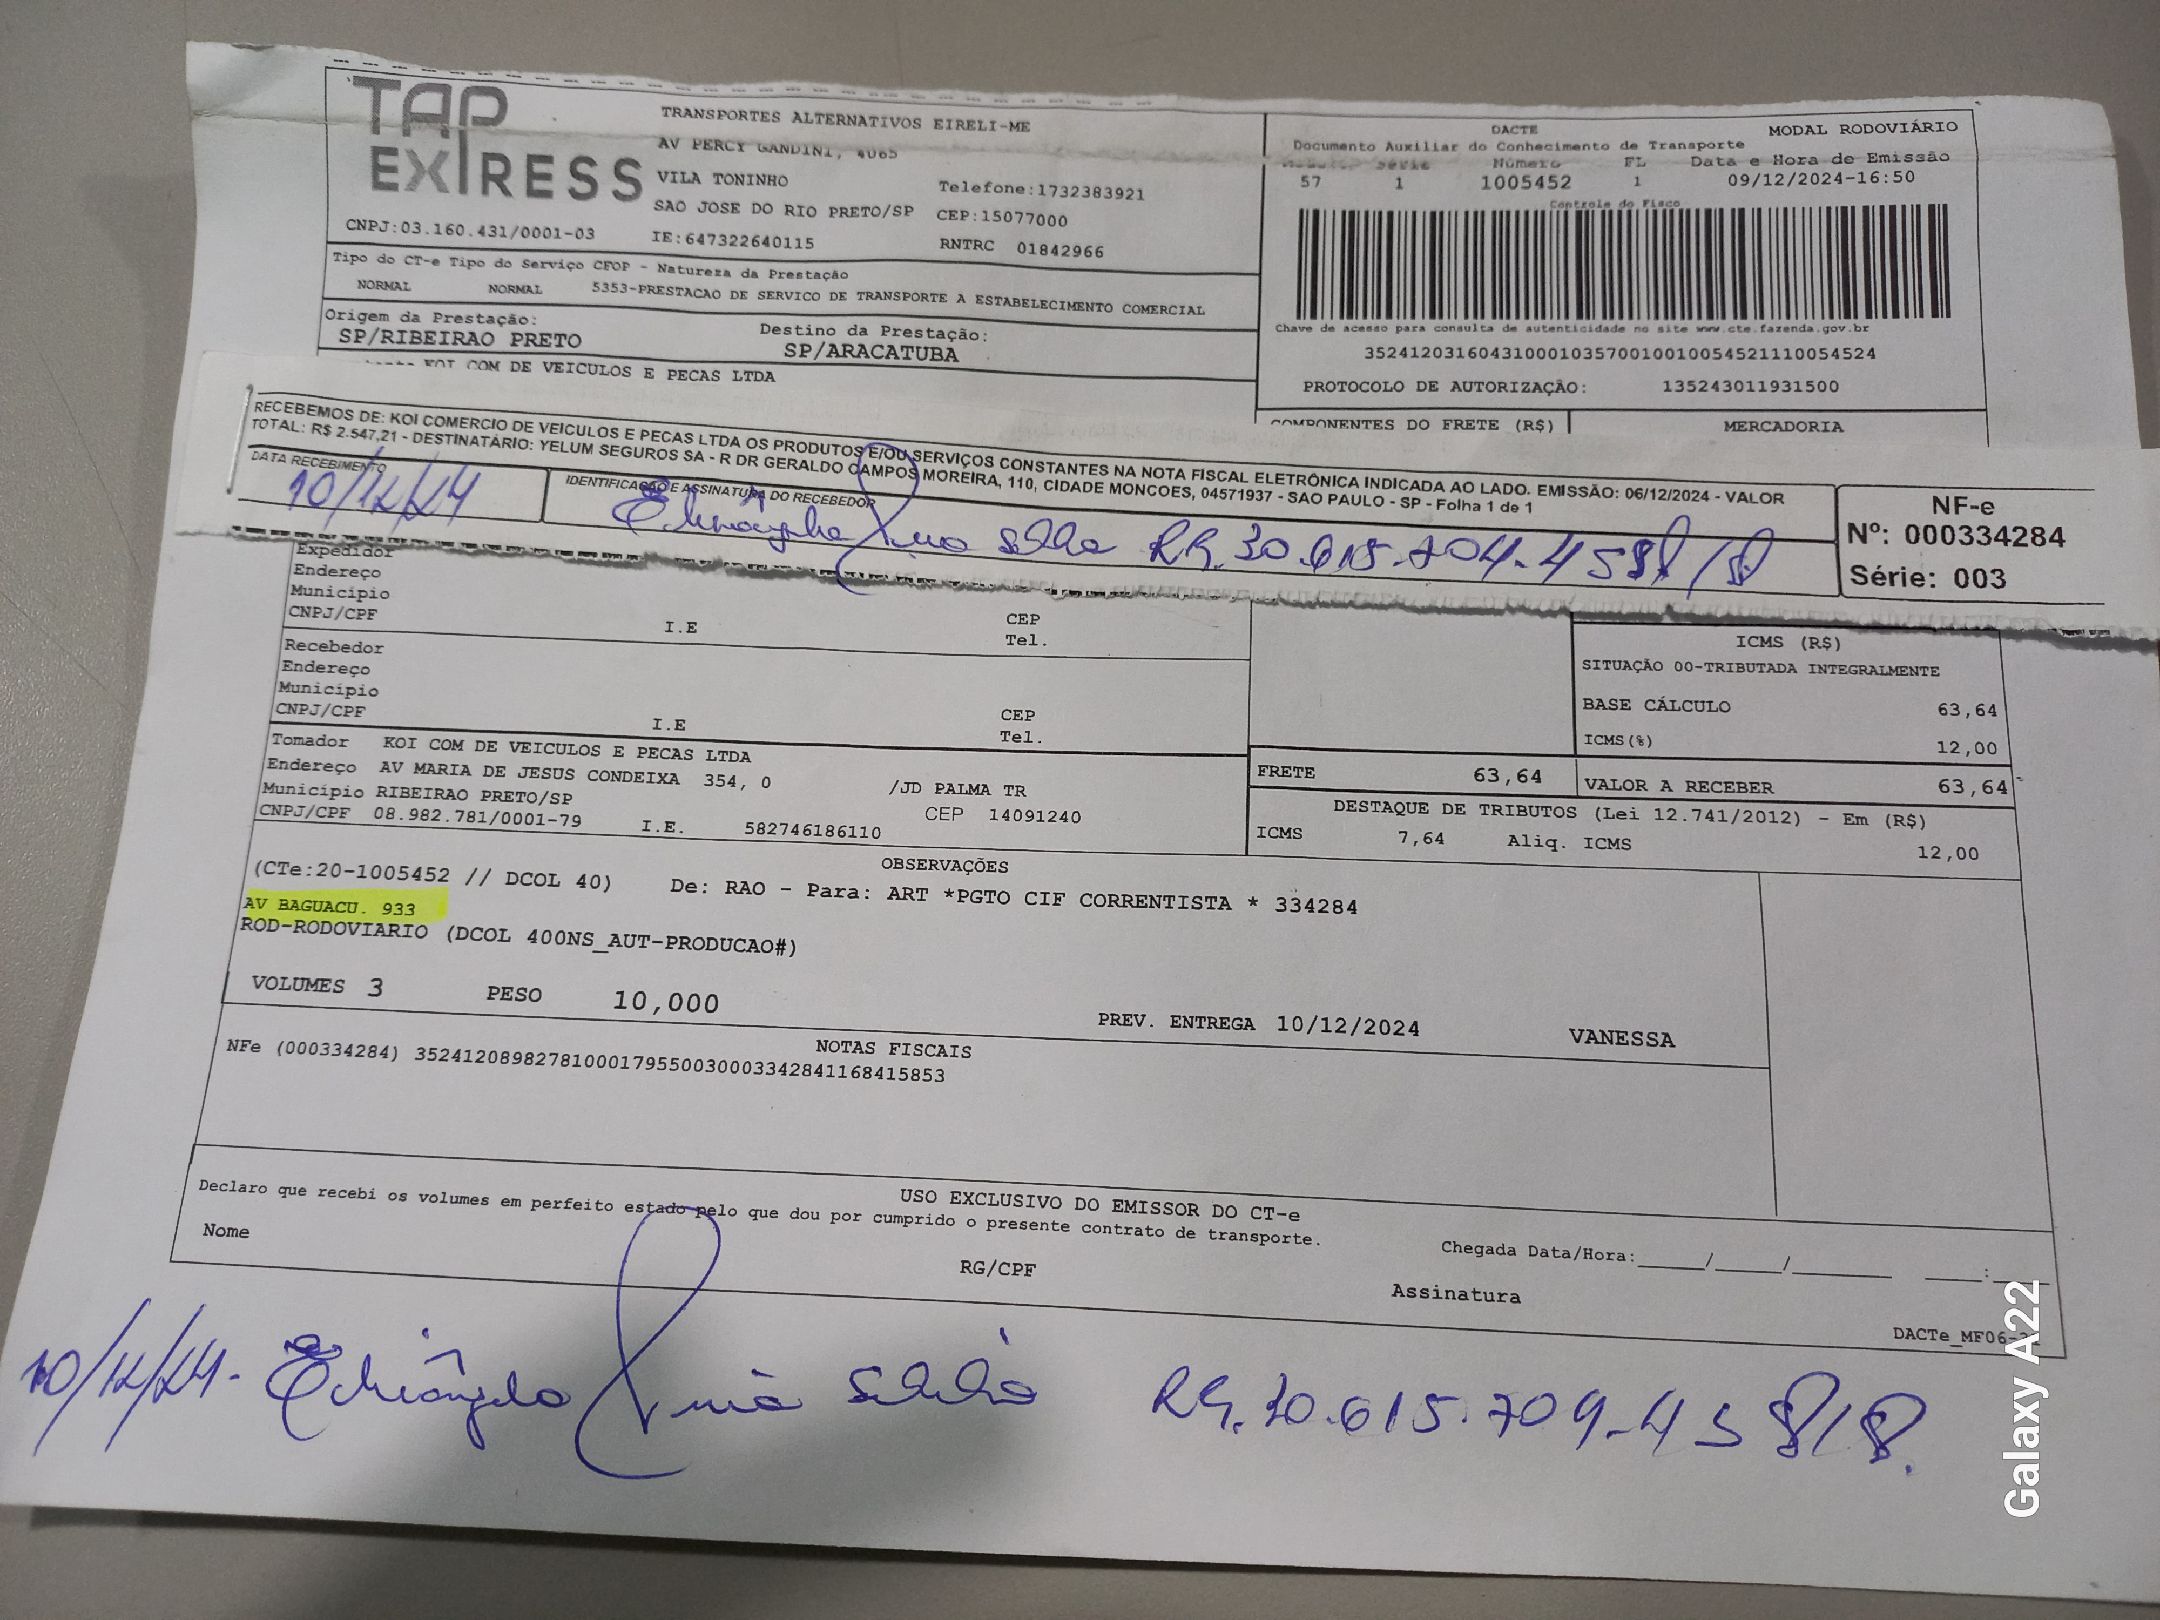 TAP EXPRESS
TRANSPORTES ALTERNATIVOS EIRELI-ME
AV PERCY GANDINI, 4065
VILA TONINHO Telefone:1732383921
SAO JOSE DO RIO PRETO/SP CEP:15077000
CNPJ:03.160.431/0001-03 IE:647322640115 RNTRC 01842966
DACTE MODAL RODOVIÁRIO
Documento Auxiliar do Conhecimento de Transporte
Série Número FL Data e Hora de Emissão
57 1 1005452 1 09/12/2024-16:50
Controle do Fisco
Tipo do CT-e Tipo do Serviço CFOP - Natureza da Prestação
NORMAL NORMAL 5353-PRESTACAO DE SERVICO DE TRANSPORTE A ESTABELECIMENTO COMERCIAL
Origem da Prestação: Destino da Prestação:
SP/RIBEIRAO PRETO SP/ARACATUBA
Chave de acesso para consulta de autenticidade no site www.cte.fazenda.gov.br
35241203160431000103570010010054521110054524
PROTOCOLO DE AUTORIZAÇÃO: 135243011931500
KOI COM DE VEICULOS E PECAS LTDA
COMPONENTES DO FRETE (R$) MERCADORIA
RECEBEMOS DE: KOI COMERCIO DE VEICULOS E PECAS LTDA OS PRODUTOS E/OU SERVIÇOS CONSTANTES NA NOTA FISCAL ELETRÔNICA INDICADA AO LADO. EMISSÃO: 06/12/2024 - VALOR
TOTAL: R$ 2.547,21 - DESTINATÁRIO: YELUM SEGUROS SA - R DR GERALDO CAMPOS MOREIRA, 110, CIDADE MONCOES, 04571937 - SAO PAULO - SP - Folha 1 de 1
DATA RECEBIMENTO IDENTIFICAÇÃO E ASSINATURA DO RECEBEDOR
10/12/24
NF-e
Nº: 000334284
Série: 003
Expedidor
Endereço
Município CEP
CNPJ/CPF I.E Tel.
Recebedor
Endereço
Município CEP
CNPJ/CPF I.E Tel.
ICMS (R$)
SITUAÇÃO 00-TRIBUTADA INTEGRALMENTE
BASE CÁLCULO 63,64
ICMS(%) 12,00
Tomador KOI COM DE VEICULOS E PECAS LTDA
Endereço AV MARIA DE JESUS CONDEIXA 354, 0 /JD PALMA TR
Município RIBEIRAO PRETO/SP CEP 14091240
CNPJ/CPF 08.982.781/0001-79 I.E. 582746186110
FRETE 63,64 VALOR A RECEBER 63,64
DESTAQUE DE TRIBUTOS (Lei 12.741/2012) - Em (R$)
ICMS 7,64 Aliq. ICMS 12,00
OBSERVAÇÕES
(CTe:20-1005452 // DCOL 40) De: RAO - Para: ART *PGTO CIF CORRENTISTA * 334284
AV BAGUACU. 933
ROD-RODOVIARIO (DCOL 400NS_AUT-PRODUCAO#)
VOLUMES 3 PESO 10,000 PREV. ENTREGA 10/12/2024 VANESSA
NOTAS FISCAIS
NFe (000334284) 35241208982781000179550030003342841168415853
USO EXCLUSIVO DO EMISSOR DO CT-e
Declaro que recebi os volumes em perfeito estado pelo que dou por cumprido o presente contrato de transporte.
Nome RG/CPF Assinatura Chegada Data/Hora:____/____/______ ____:____
10/12/24-
Galaxy A22